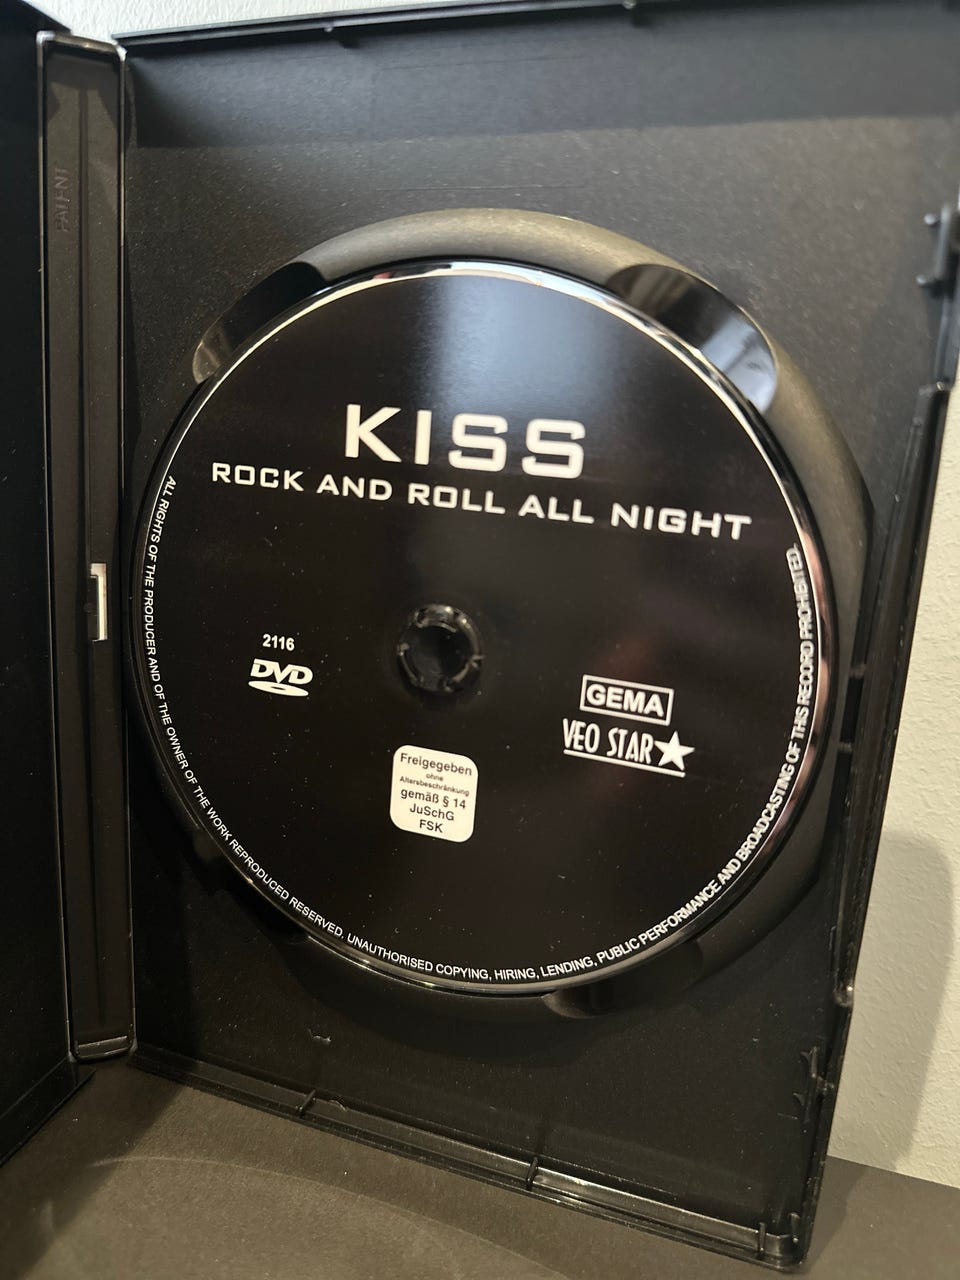 PATENT
KISS
ROCK AND ROLL ALL NIGHT
2116
DVD
GEMA
VEO STAR
Freigegeben
ohne
Altersbeschränkung
gemäß § 14
JuSchG
FSK
ALL RIGHTS OF THE PRODUCER AND OF THE OWNER OF THE WORK REPRODUCED RESERVED. UNAUTHORISED COPYING, HIRING, LENDING, PUBLIC PERFORMANCE AND BROADCASTING OF THIS RECORD PROHIBITED.